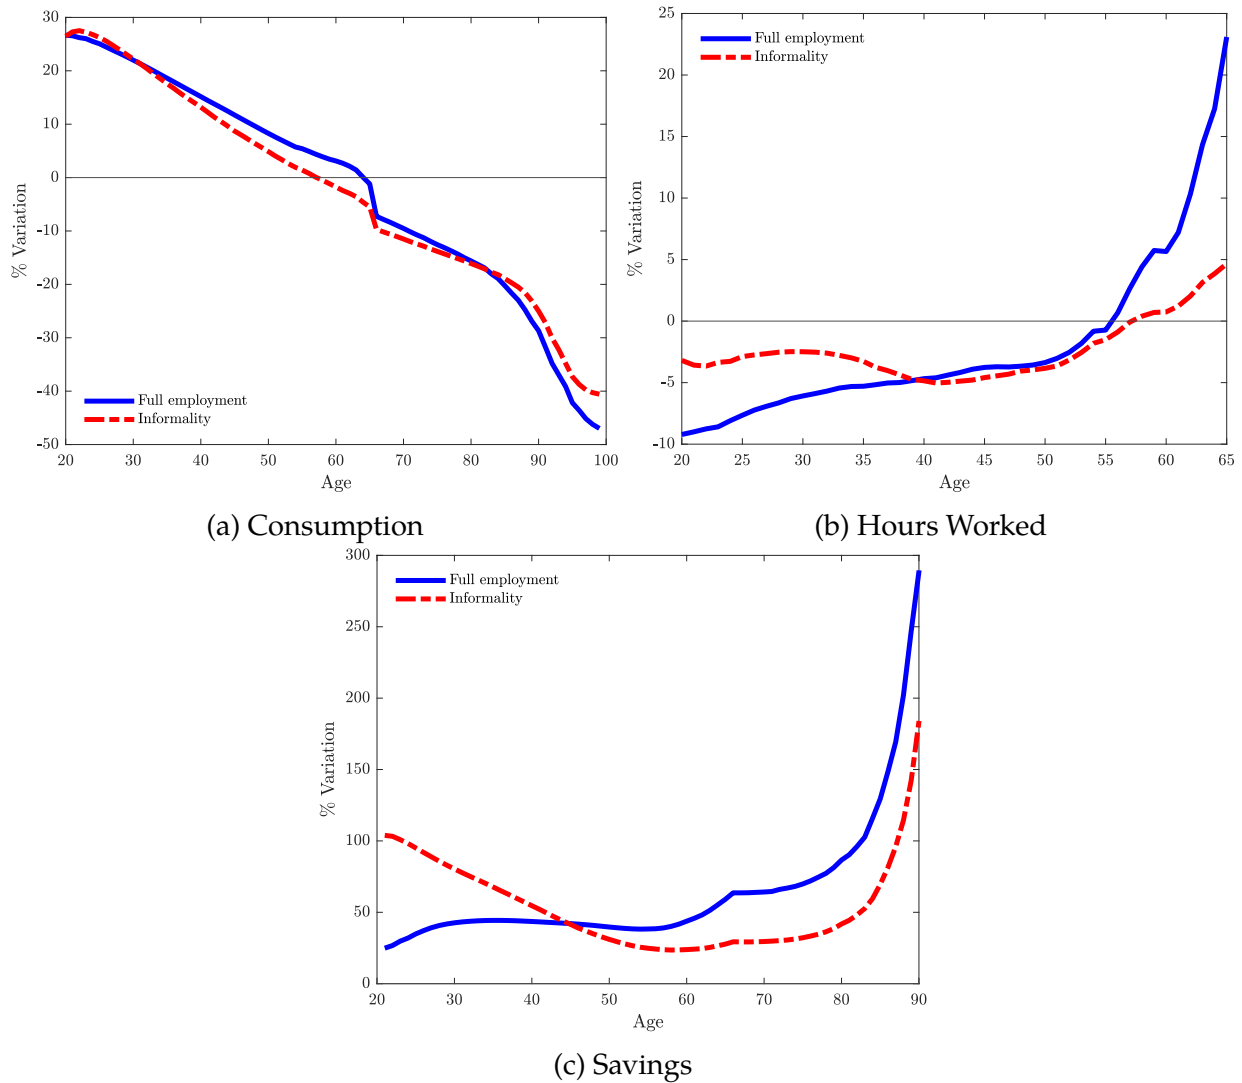 30
20
10
0
-10
-20
-30
-40
-50
% Variation
Full employment
Informality
20 30 40 50 60 70 80 90 100
Age
(a) Consumption
25
20
15
10
5
0
-5
-10
% Variation
Full employment
Informality
20 25 30 35 40 45 50 55 60 65
Age
(b) Hours Worked
300
250
200
150
100
50
0
% Variation
Full employment
Informality
20 30 40 50 60 70 80 90
Age
(c) Savings